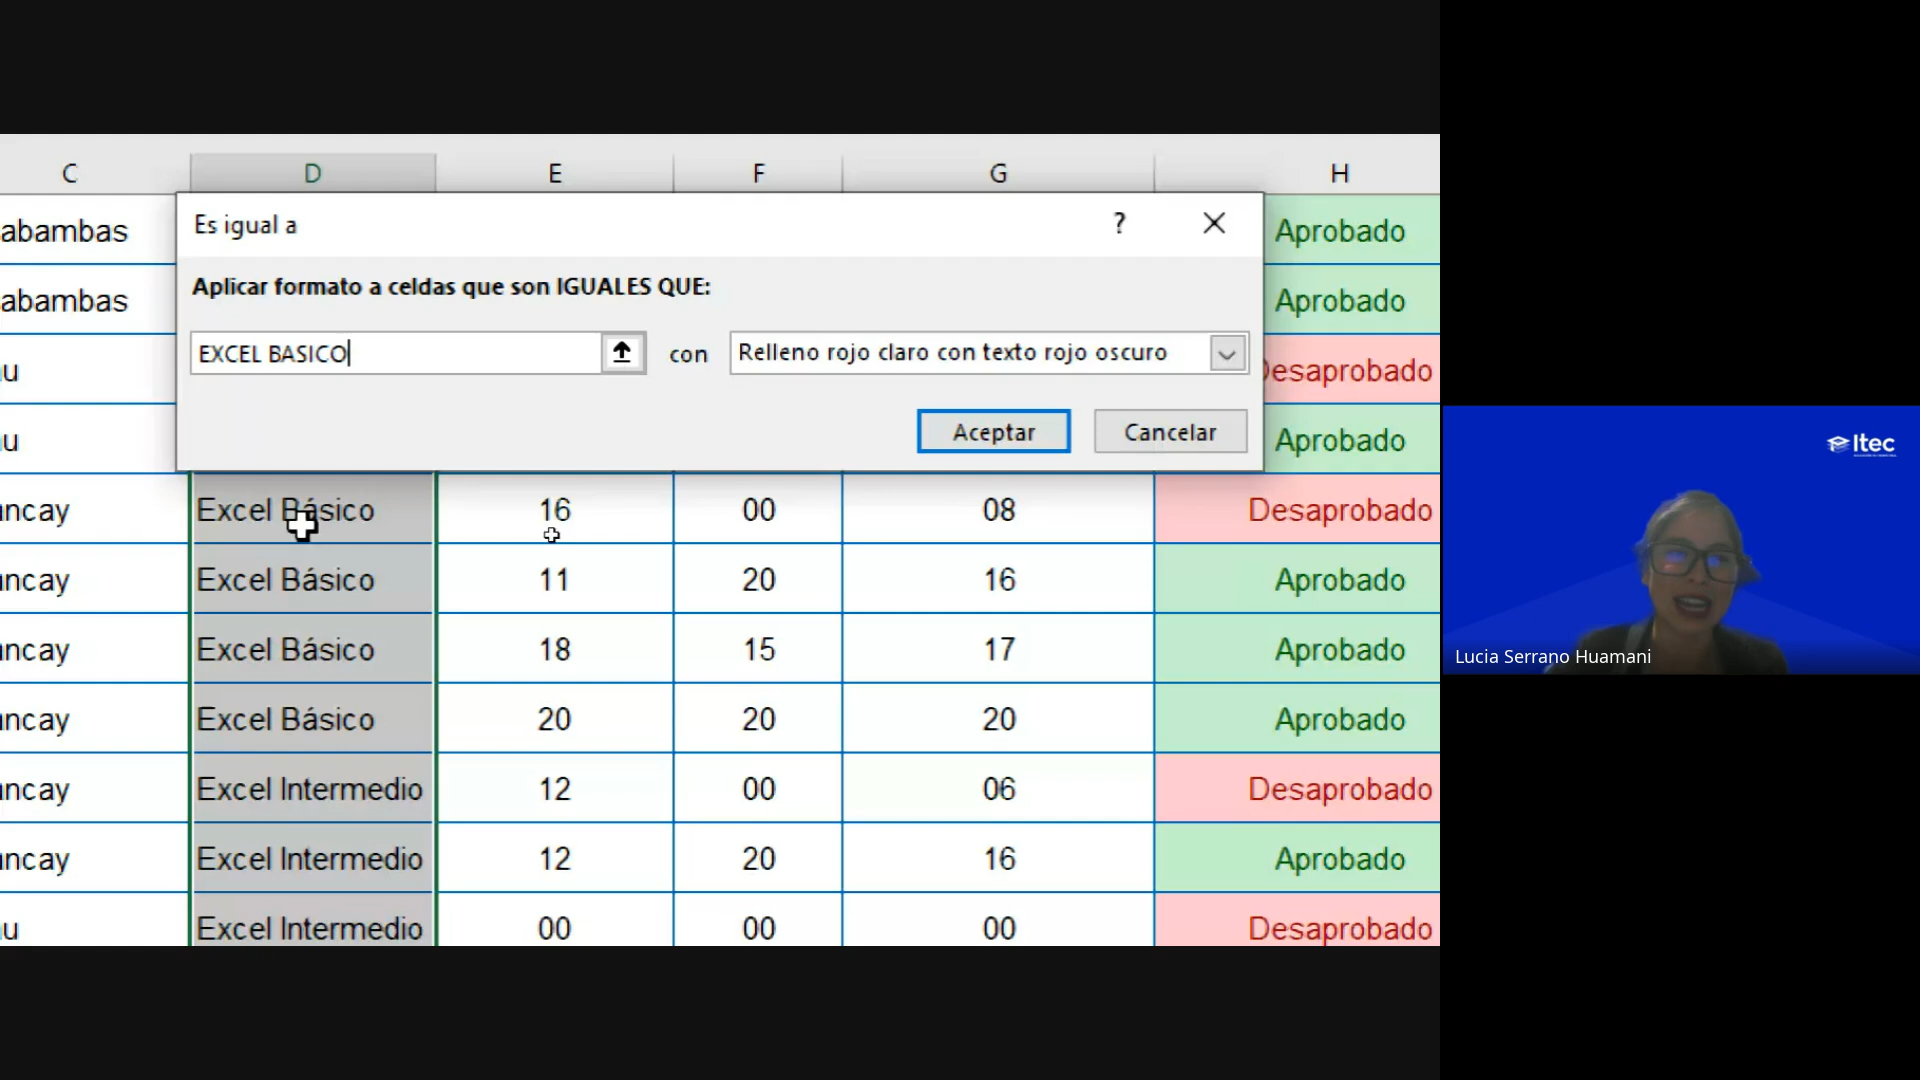 C D E F G H
Es igual a ?
Aplicar formato a celdas que son IGUALES QUE:
EXCEL BASICO con Relleno rojo claro con texto rojo oscuro
Aceptar Cancelar
abambas Aprobado
abambas Aprobado
u Desaprobado
u Aprobado
ncay Excel Básico 16 00 08 Desaprobado
ncay Excel Básico 11 20 16 Aprobado
ncay Excel Básico 18 15 17 Aprobado
ncay Excel Básico 20 20 20 Aprobado
ncay Excel Intermedio 12 00 06 Desaprobado
ncay Excel Intermedio 12 20 16 Aprobado
u Excel Intermedio 00 00 00 Desaprobado
Itec
Lucia Serrano Huamani